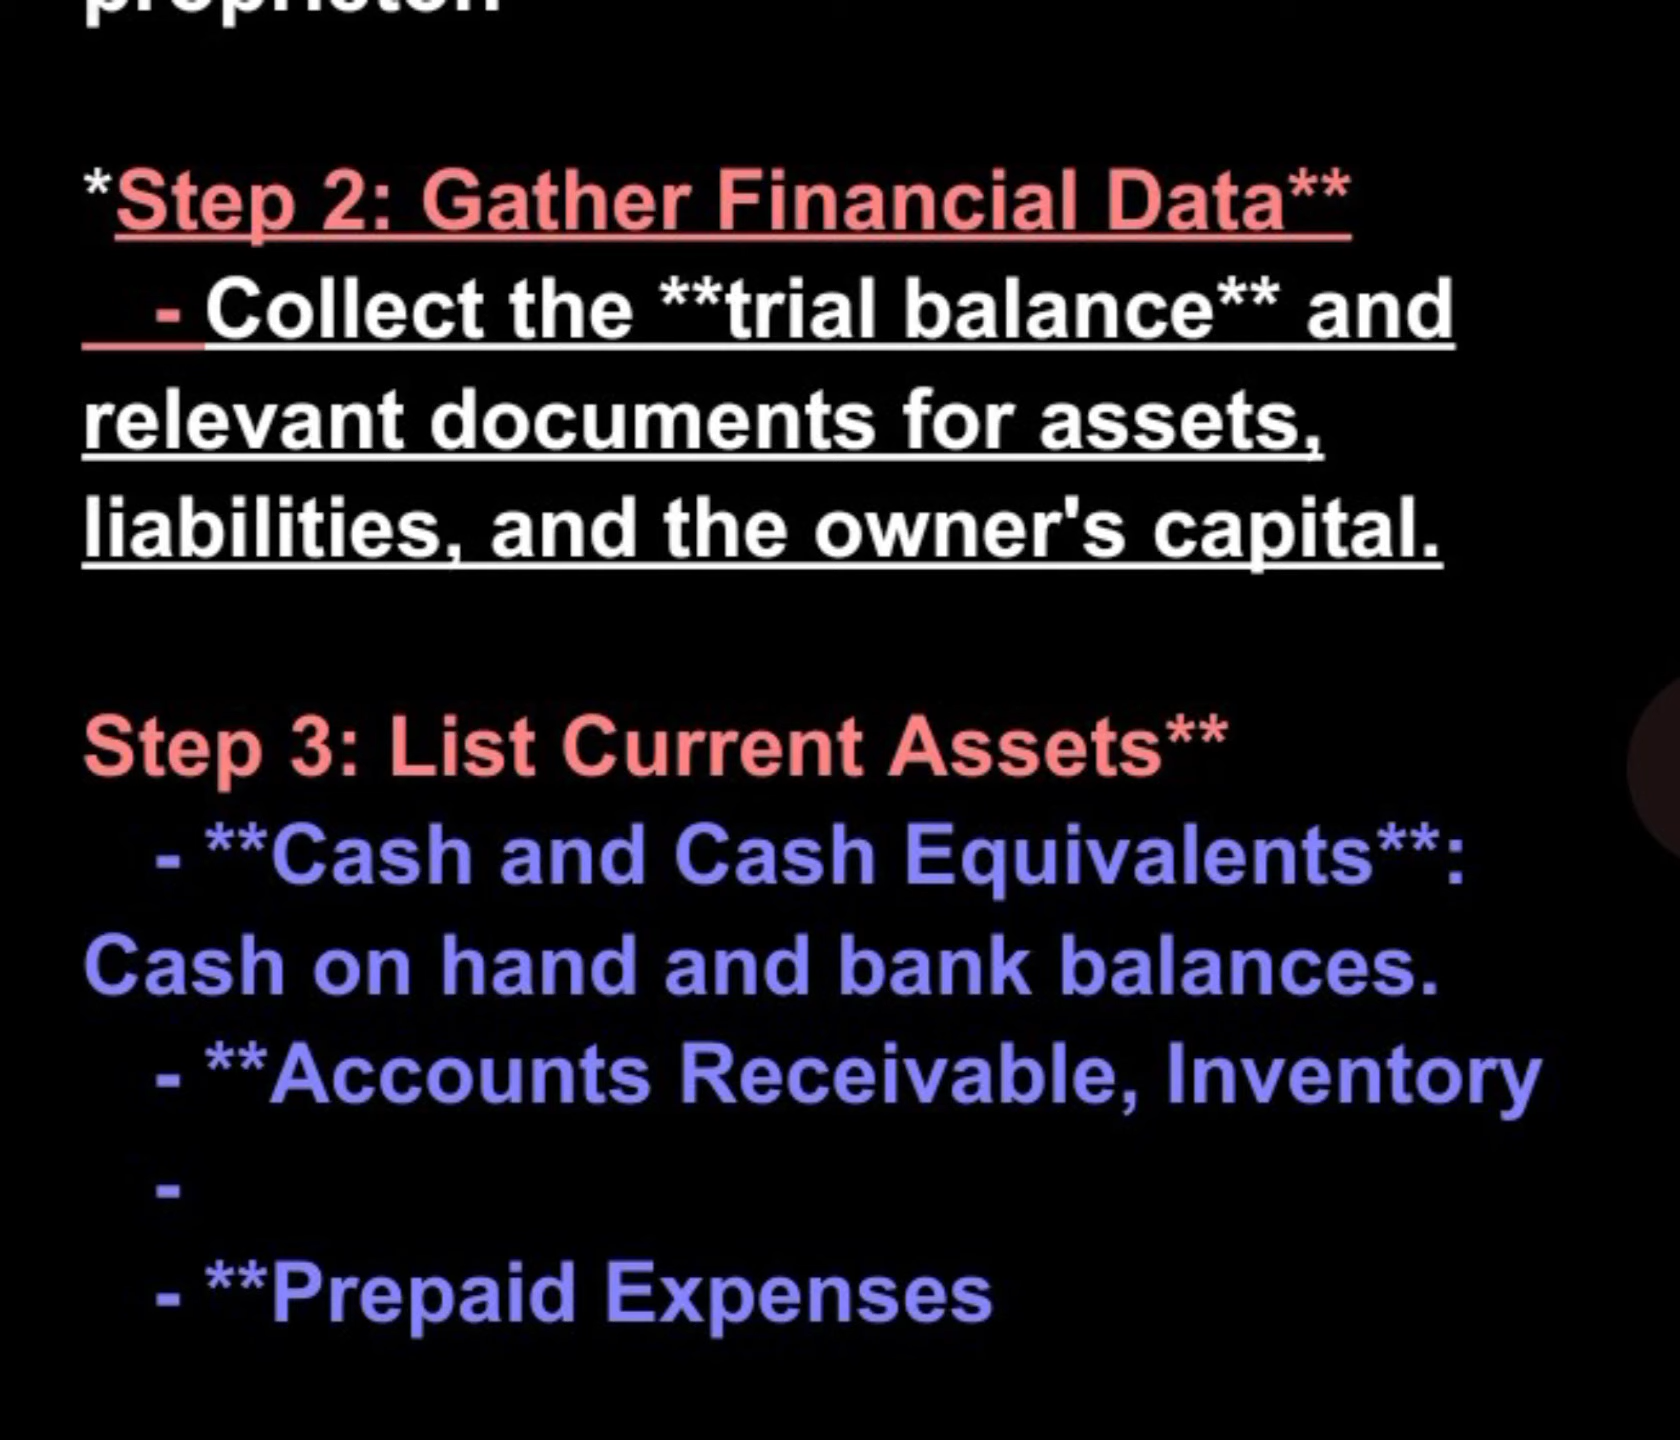 *Step 2: Gather Financial Data**
- Collect the **trial balance** and
relevant documents for assets,
liabilities, and the owner's capital.
Step 3: List Current Assets**
- **Cash and Cash Equivalents**:
Cash on hand and bank balances.
- **Accounts Receivable, Inventory
-
- **Prepaid Expenses